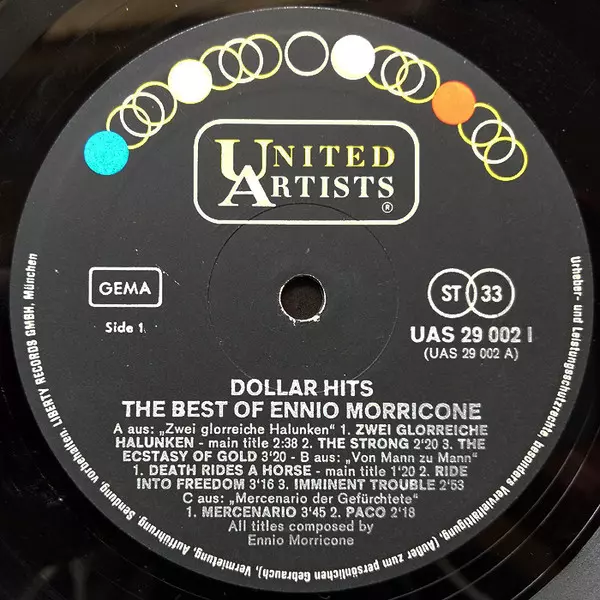 UNITED
ARTISTS
®
GEMA
Side 1
ST 33
UAS 29 002 I
(UAS 29 002 A)
DOLLAR HITS
THE BEST OF ENNIO MORRICONE
A aus: „Zwei glorreiche Halunken" 1. ZWEI GLORREICHE
HALUNKEN - main title 2:38 2. THE STRONG 2'20 3. THE
ECSTASY OF GOLD 3'20 - B aus: „Von Mann zu Mann"
1. DEATH RIDES A HORSE - main title 1'20 2. RIDE
INTO FREEDOM 3'16 3. IMMINENT TROUBLE 2'53
C aus: „Mercenario der Gefürchtete"
1. MERCENARIO 3'45 2. PACO 2'18
All titles composed by
Ennio Morricone
Urheber- und Leistungsschutzrechte, besonders Vervielfältigung, (Außer zum persönlichen Gebrauch), Vermietung, Aufführung, Sendung, vorbehalten. LIBERTY RECORDS GMBH, München